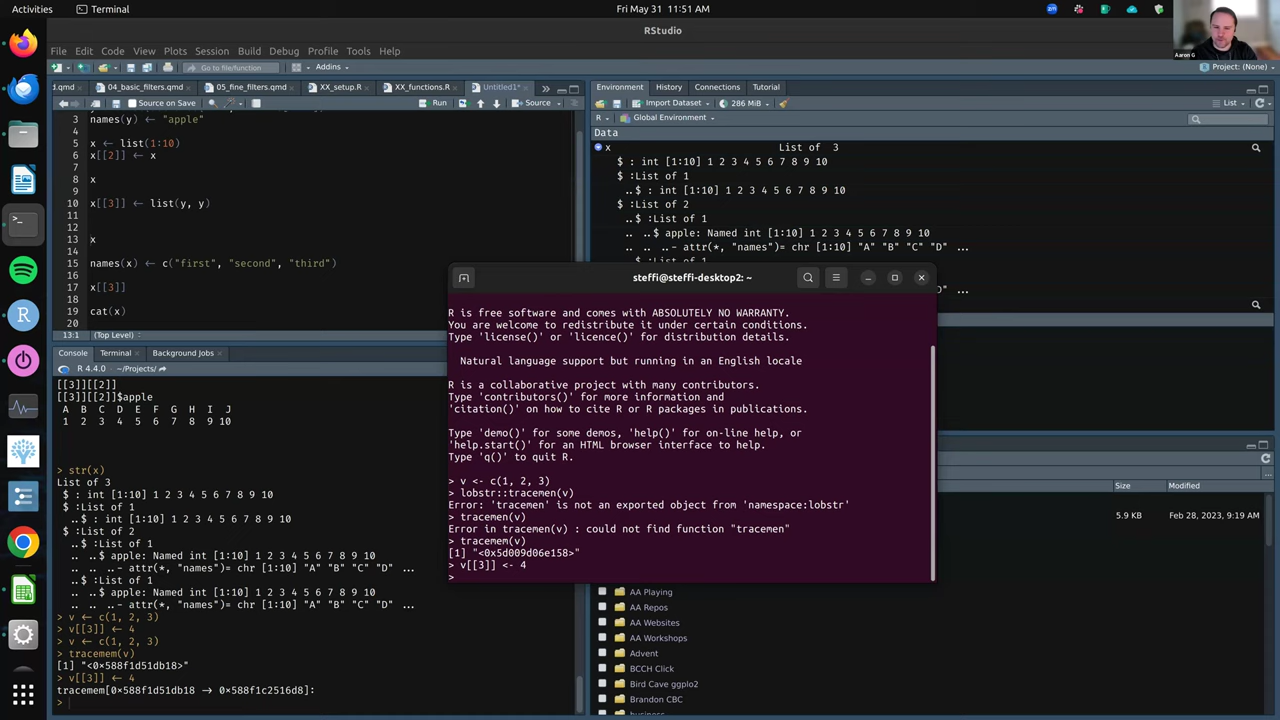 Activities
Terminal
Fri May 31 11:51 AM
Aaron G
RStudio
File Edit Code View Plots Session Build Debug Profile Tools Help
Go to file/function
Addins
Project: (None)
d.qmd 04_basic_filters.qmd 05_fine_filters.qmd XX_setup.R XX_functions.R Untitled1*
Source on Save
Run
Source
3 names(y) ← "apple"
4
5 x ← list(1:10)
6 x[[2]] ← x
7
8 x
9
10 x[[3]] ← list(y, y)
11
12
13 x
14
15 names(x) ← c("first", "second", "third")
16
17 x[[3]]
18
19 cat(x)
20
13:1 (Top Level)
Console Terminal Background Jobs
R 4.4.0 · ~/Projects/
[[3]][[2]]
[[3]][[2]]$apple
A B C D E F G H I J
1 2 3 4 5 6 7 8 9 10
> str(x)
List of 3
$ : int [1:10] 1 2 3 4 5 6 7 8 9 10
$ :List of 1
..$ : int [1:10] 1 2 3 4 5 6 7 8 9 10
$ :List of 2
..$ :List of 1
.. ..$ apple: Named int [1:10] 1 2 3 4 5 6 7 8 9 10
.. .. ..- attr(*, "names")= chr [1:10] "A" "B" "C" "D" ...
..$ :List of 1
.. ..$ apple: Named int [1:10] 1 2 3 4 5 6 7 8 9 10
.. .. ..- attr(*, "names")= chr [1:10] "A" "B" "C" "D" ...
> v ← c(1, 2, 3)
> v[[3]] ← 4
> v ← c(1, 2, 3)
> tracemem(v)
[1] "<0×588f1d51db18>"
> v[[3]] ← 4
tracemem[0×588f1d51db18 → 0×588f1c2516d8]:
>
Environment History Connections Tutorial
Import Dataset 286 MiB List
R Global Environment
Data
x List of 3
$ : int [1:10] 1 2 3 4 5 6 7 8 9 10
$ :List of 1
..$ : int [1:10] 1 2 3 4 5 6 7 8 9 10
$ :List of 2
..$ :List of 1
.. ..$ apple: Named int [1:10] 1 2 3 4 5 6 7 8 9 10
.. .. ..- attr(*, "names")= chr [1:10] "A" "B" "C" "D" ...
..$ :List of 1
steffi@steffi-desktop2: ~
R is free software and comes with ABSOLUTELY NO WARRANTY.
You are welcome to redistribute it under certain conditions.
Type 'license()' or 'licence()' for distribution details.
Natural language support but running in an English locale
R is a collaborative project with many contributors.
Type 'contributors()' for more information and
'citation()' on how to cite R or R packages in publications.
Type 'demo()' for some demos, 'help()' for on-line help, or
'help.start()' for an HTML browser interface to help.
Type 'q()' to quit R.
> v <- c(1, 2, 3)
> lobstr::tracemen(v)
Error: 'tracemen' is not an exported object from 'namespace:lobstr'
> tracemen(v)
Error in tracemen(v) : could not find function "tracemen"
> tracemem(v)
[1] "<0x5d009d06e158>"
> v[[3]] <- 4
>
Size Modified
5.9 KB Feb 28, 2023, 9:19 AM
AA Playing
AA Repos
AA Websites
AA Workshops
Advent
BCCH Click
Bird Cave ggplo2
Brandon CBC
business